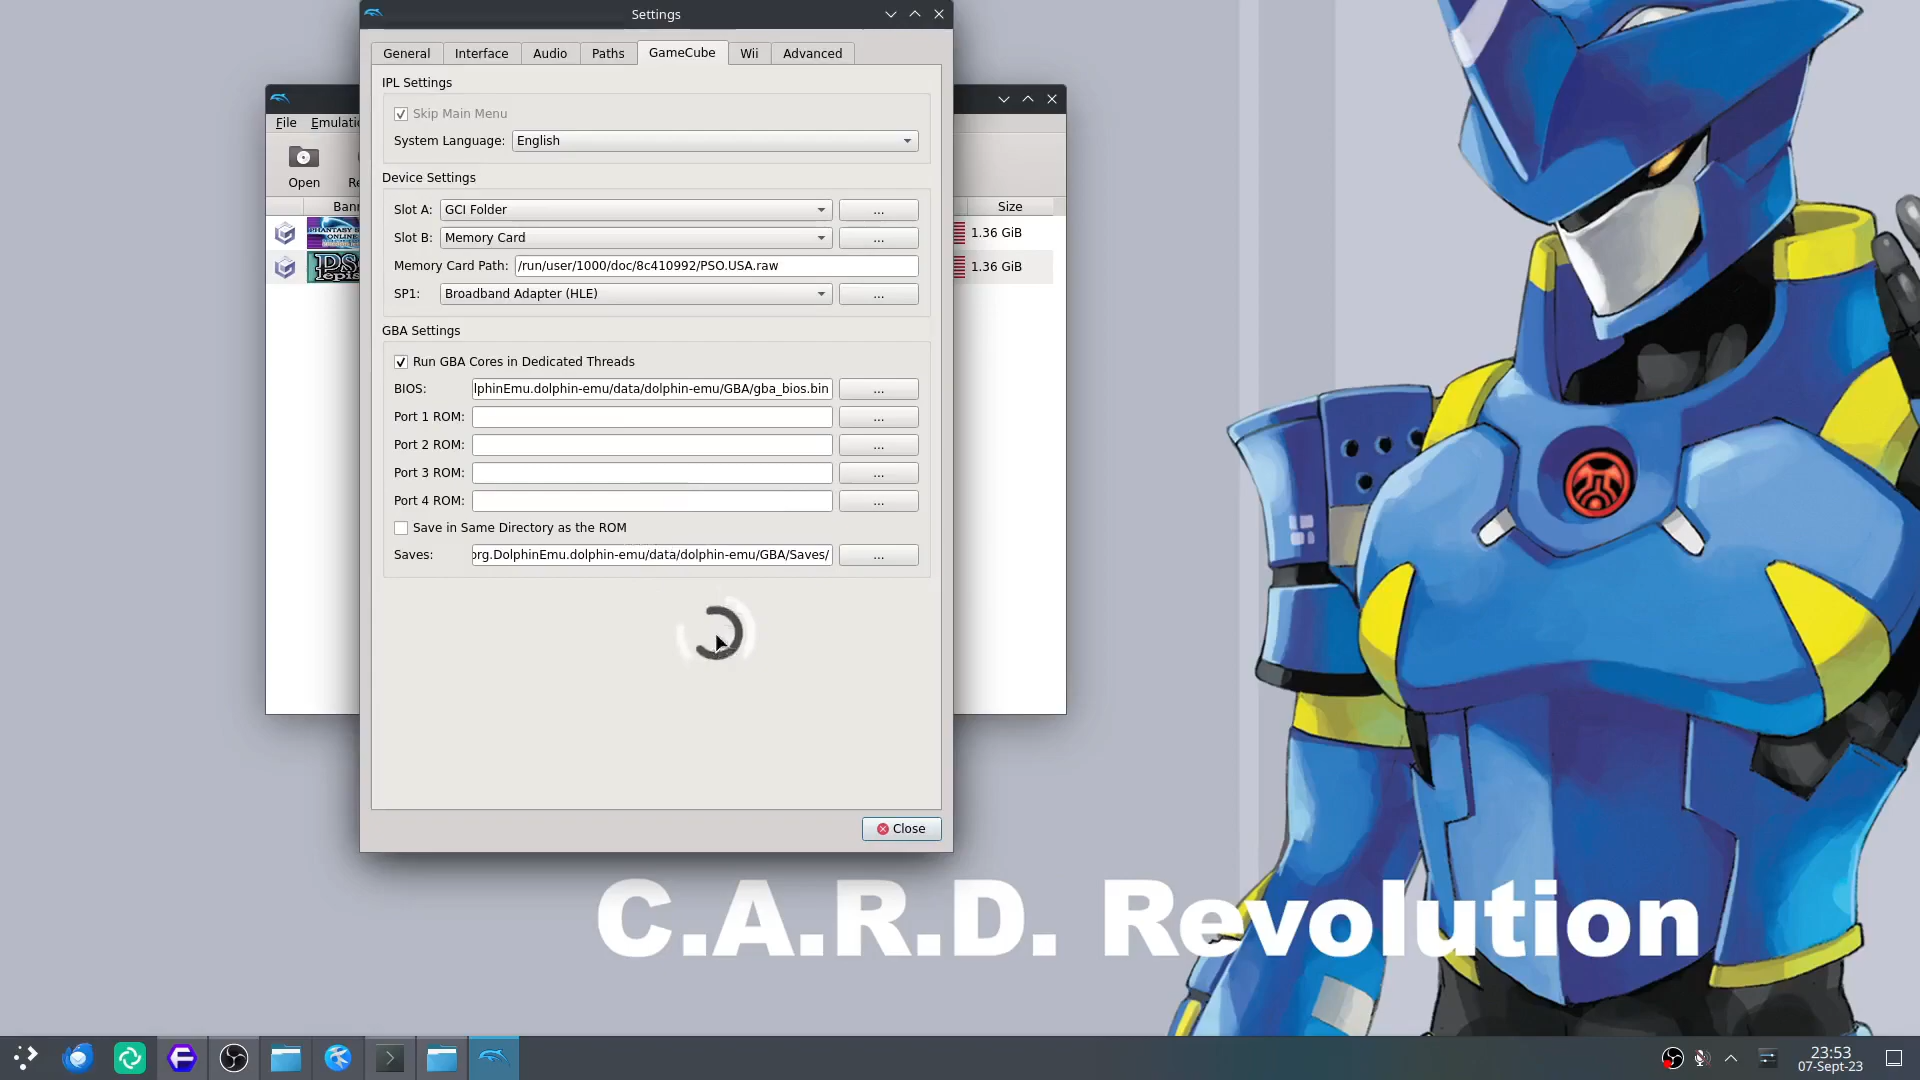 Settings
General
Interface
Audio
Paths
GameCube
Wii
Advanced
IPL Settings
Skip Main Menu
System Language: English
Device Settings
Slot A: GCI Folder ...
Slot B: Memory Card ...
Memory Card Path: /run/user/1000/doc/8c410992/PSO.USA.raw
SP1: Broadband Adapter (HLE) ...
GBA Settings
Run GBA Cores in Dedicated Threads
BIOS: lphinEmu.dolphin-emu/data/dolphin-emu/GBA/gba_bios.bin ...
Port 1 ROM: ...
Port 2 ROM: ...
Port 3 ROM: ...
Port 4 ROM: ...
Save in Same Directory as the ROM
Saves: org.DolphinEmu.dolphin-emu/data/dolphin-emu/GBA/Saves/ ...
Close
File Emulati
Open Re
Ban
Size
1.36 GiB
1.36 GiB
C.A.R.D. Revolution
23:53
07-Sept-23